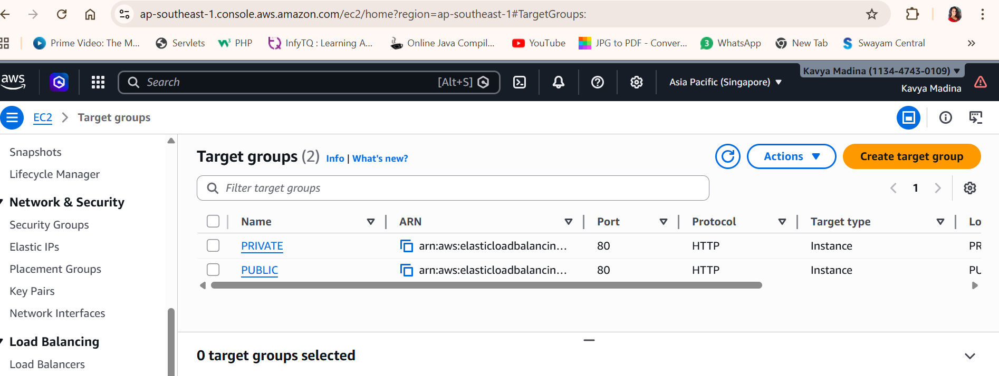 ap-southeast-1.console.aws.amazon.com/ec2/home?region=ap-southeast-1#TargetGroups:
Prime Video: The M... Servlets W3 PHP InfyTQ : Learning A... Online Java Compil... YouTube JPG to PDF - Conver... 3 WhatsApp New Tab Swayam Central »
Kavya Madina (1134-4743-0109)
aws Search [Alt+S] Asia Pacific (Singapore)
Kavya Madina
EC2 > Target groups
Snapshots
Lifecycle Manager
Network & Security
Security Groups
Elastic IPs
Placement Groups
Key Pairs
Network Interfaces
Load Balancing
Load Balancers
Target groups (2) Info | What's new? Actions Create target group
Filter target groups 1
Name ARN Port Protocol Target type Lo
PRIVATE arn:aws:elasticloadbalancin... 80 HTTP Instance PR
PUBLIC arn:aws:elasticloadbalancin... 80 HTTP Instance PU
0 target groups selected